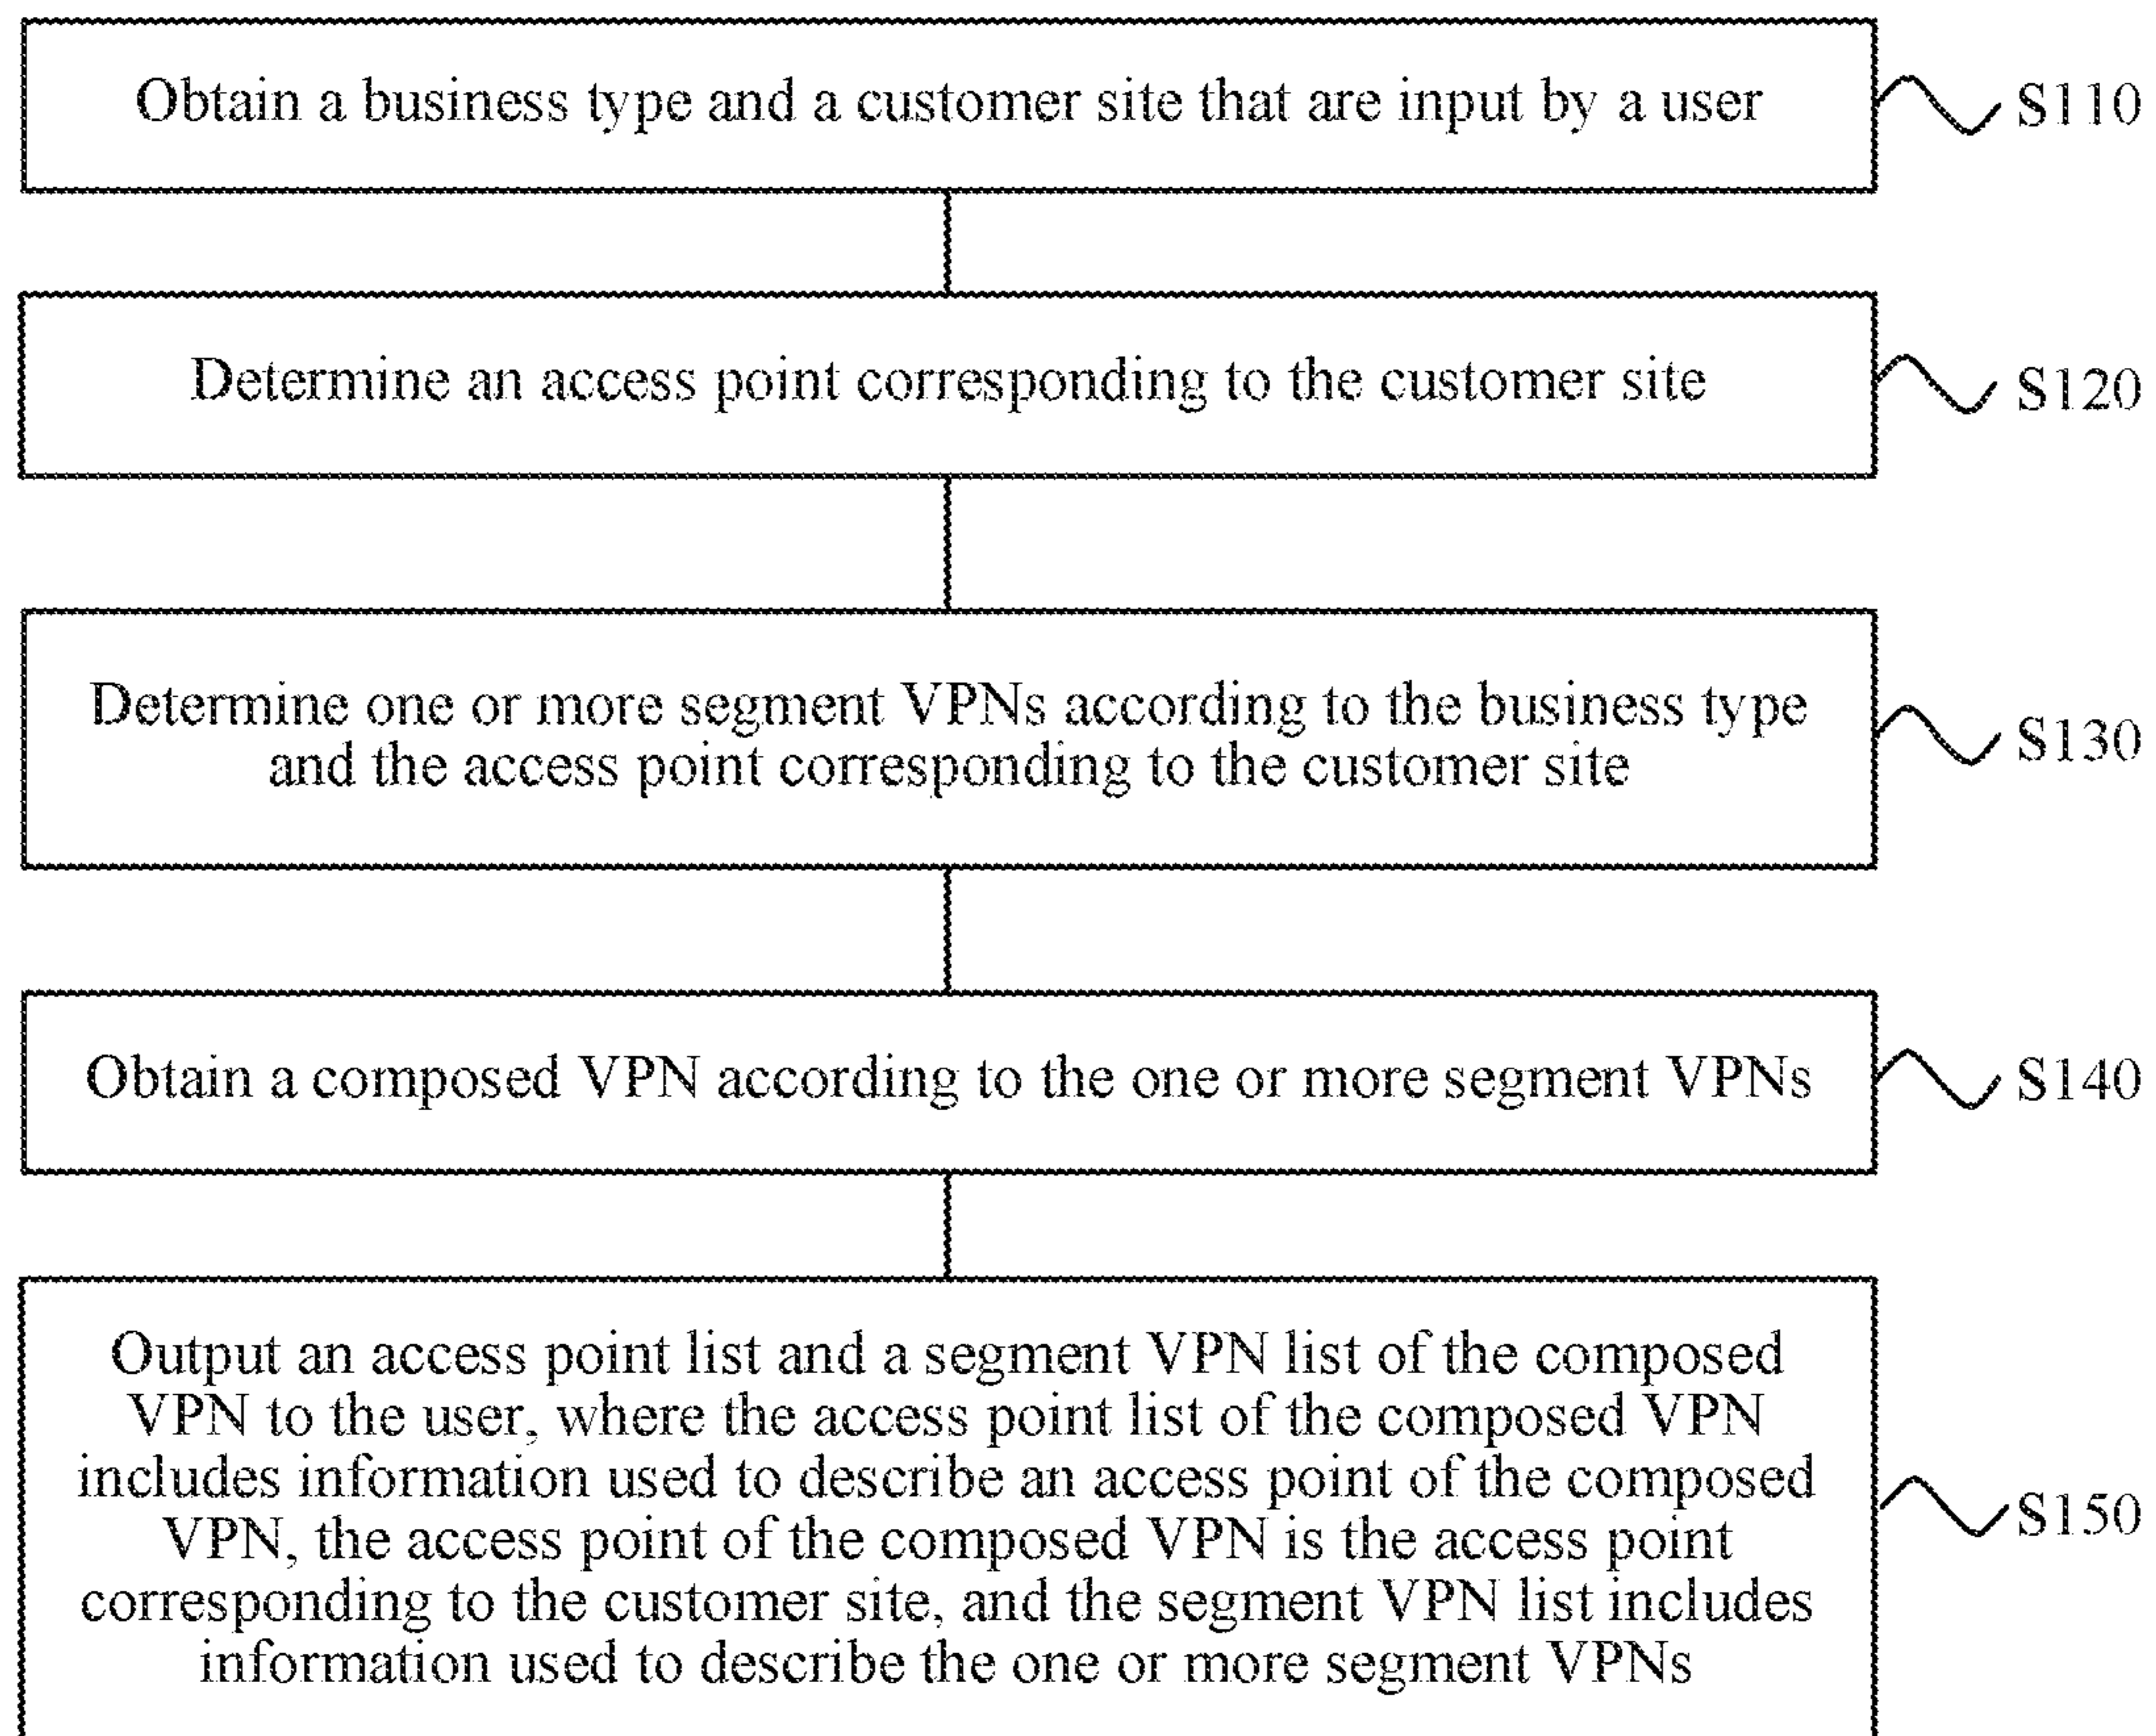 Obtain a business type and a customer site that are input by a user
S110
Determine an access point corresponding to the customer site
S120
Determine one or more segment VPNs according to the business type
and the access point corresponding to the customer site
S130
Obtain a composed VPN according to the one or more segment VPNs
S140
Output an access point list and a segment VPN list of the composed
VPN to the user, where the access point list of the composed VPN
includes information used to describe an access point of the composed
VPN, the access point of the composed VPN is the access point
corresponding to the customer site, and the segment VPN list includes
information used to describe the one or more segment VPNs
S150